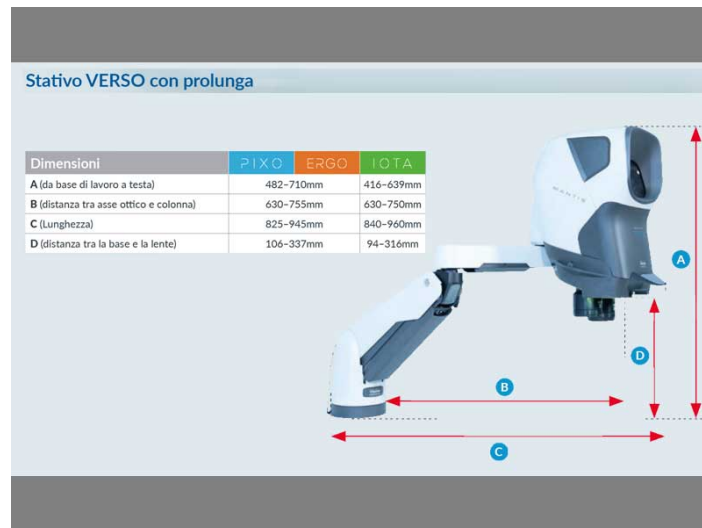 Stativo VERSO con prolunga
Dimensioni PIXO ERGO IOTA
A (da base di lavoro a testa) 482–710mm 416–639mm
B (distanza tra asse ottico e colonna) 630–755mm 630–750mm
C (Lunghezza) 825–945mm 840–960mm
D (distanza tra la base e la lente) 106–337mm 94–316mm
MANTIS
A
D
B
C